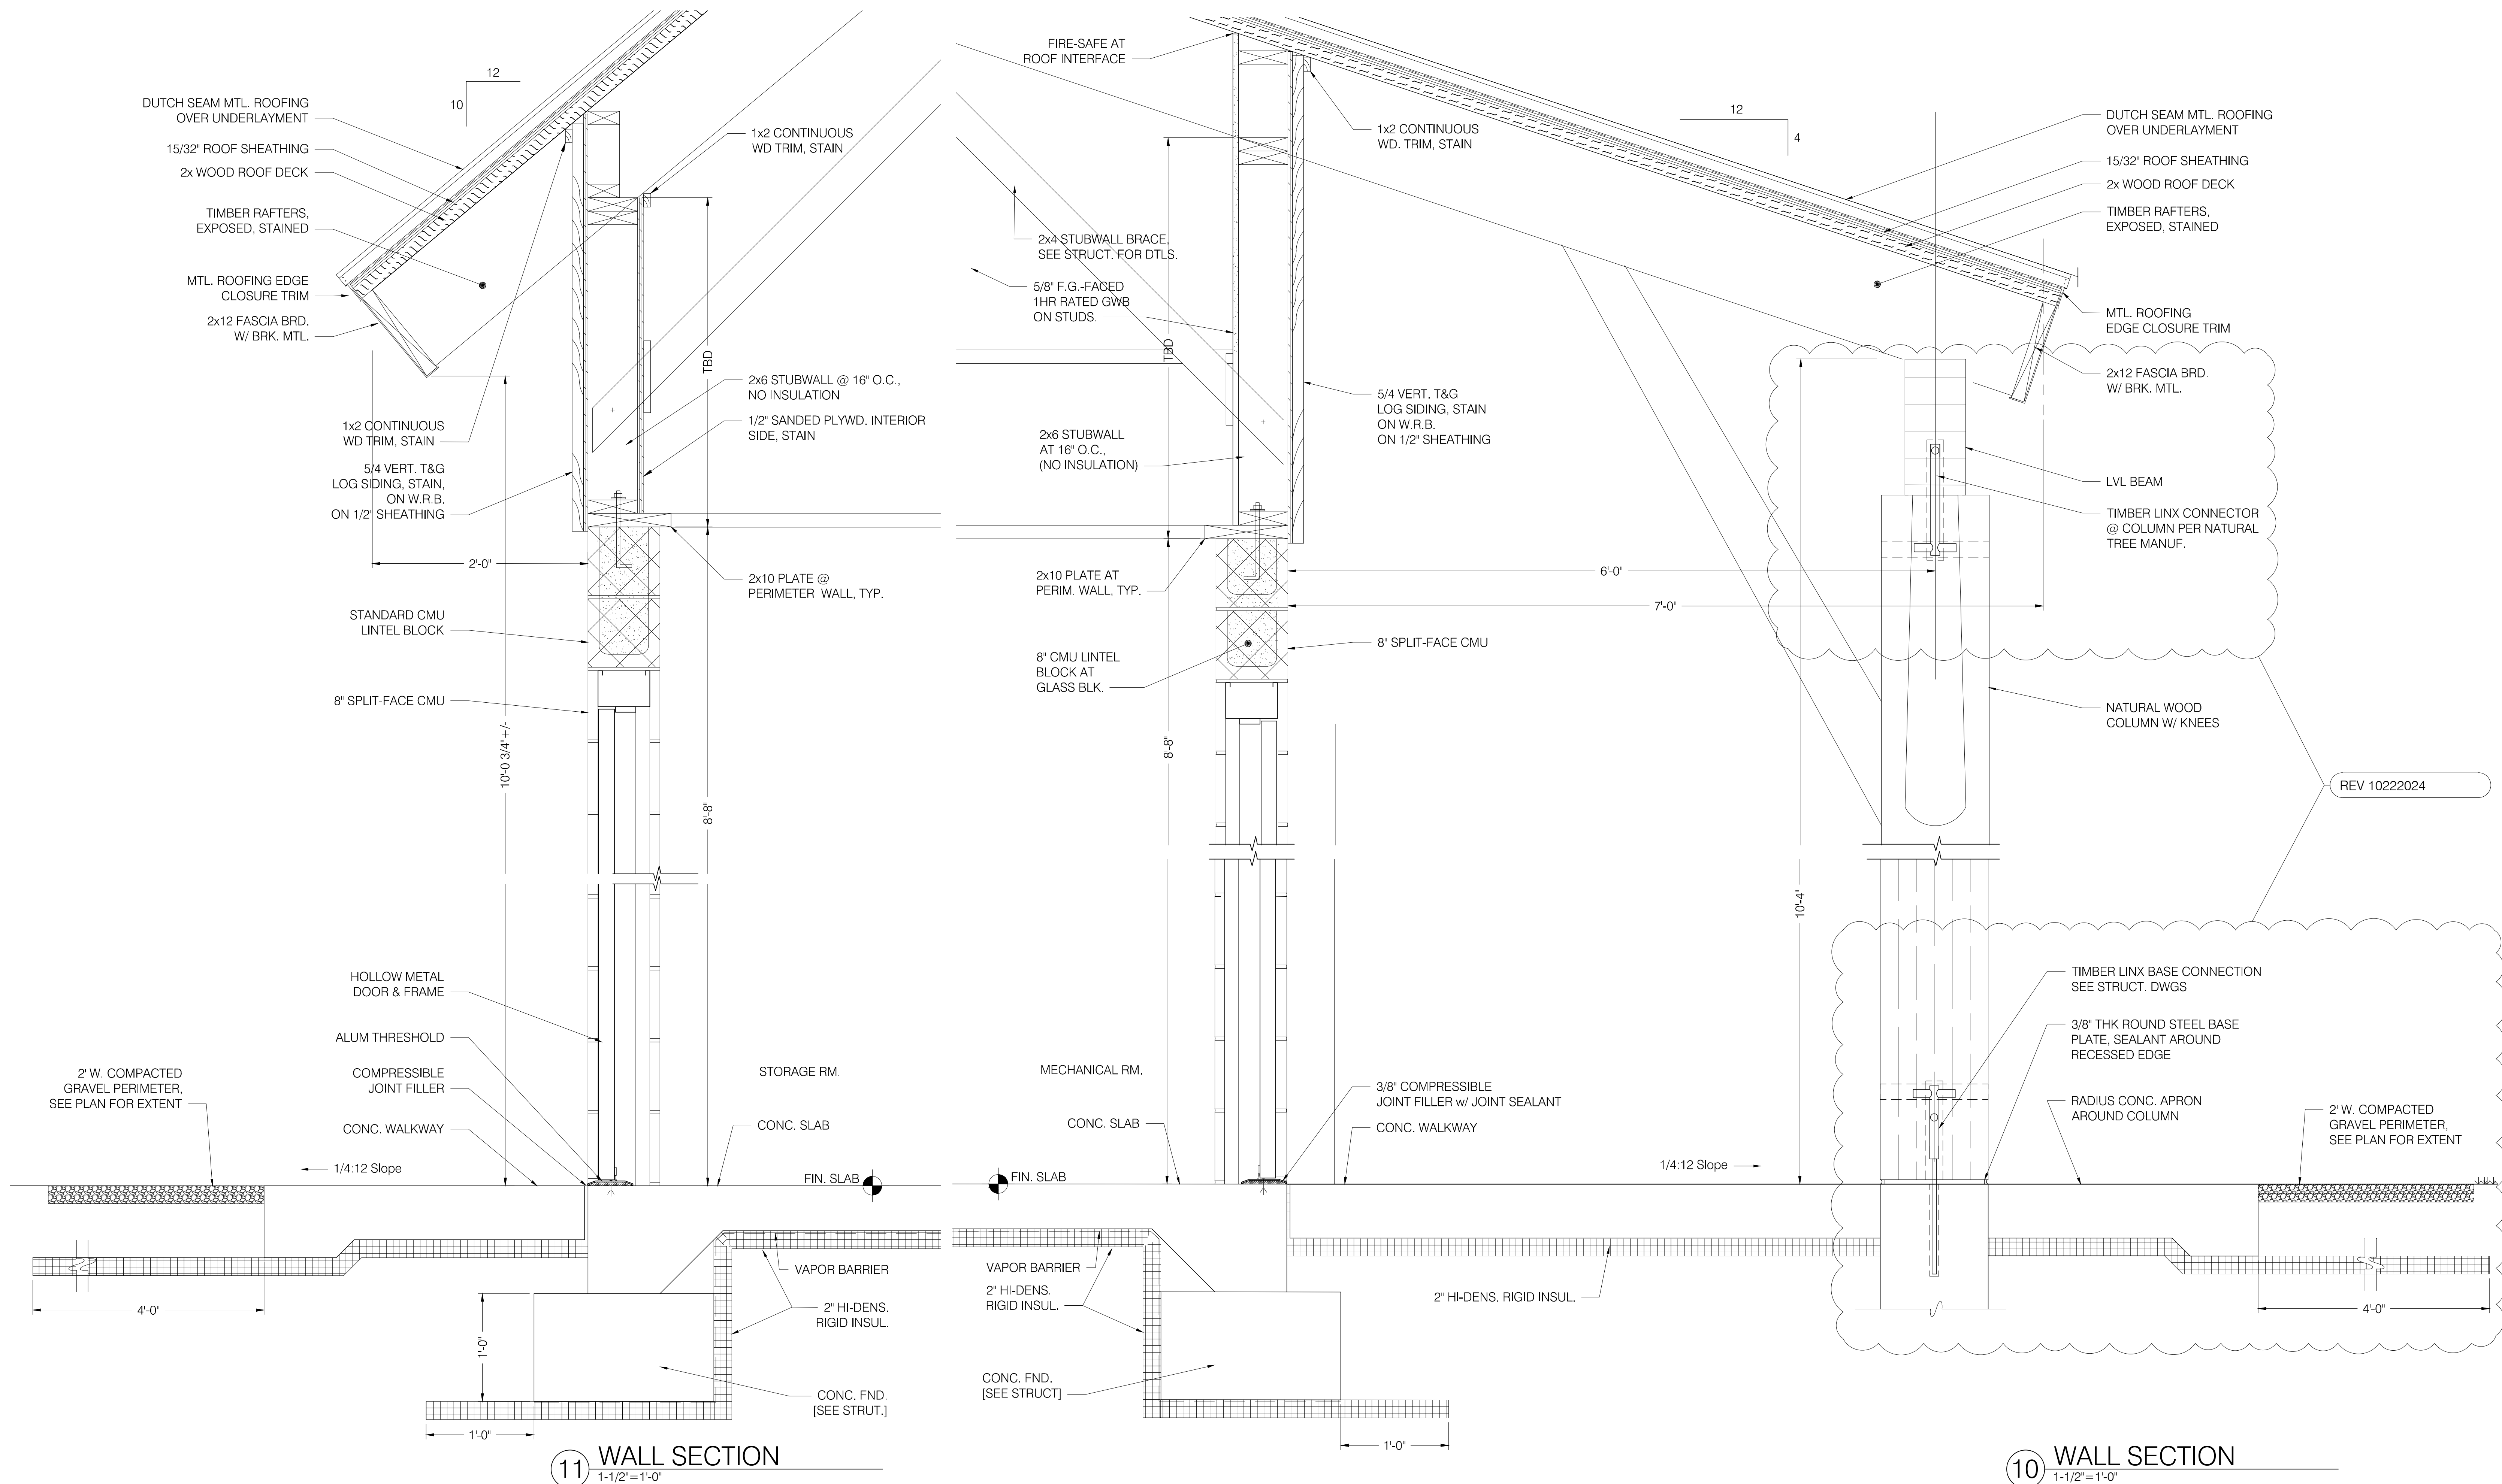 12
10
DUTCH SEAM MTL. ROOFING
OVER UNDERLAYMENT
15/32" ROOF SHEATHING
2x WOOD ROOF DECK
TIMBER RAFTERS,
EXPOSED, STAINED
MTL. ROOFING EDGE
CLOSURE TRIM
2x12 FASCIA BRD.
W/ BRK. MTL.
1x2 CONTINUOUS
WD TRIM, STAIN
5/4 VERT. T&G
LOG SIDING, STAIN,
ON W.R.B.
ON 1/2" SHEATHING
2'-0"
STANDARD CMU
LINTEL BLOCK
8" SPLIT-FACE CMU
10'-0 3/4"+/-
HOLLOW METAL
DOOR & FRAME
ALUM THRESHOLD
COMPRESSIBLE
JOINT FILLER
2' W. COMPACTED
GRAVEL PERIMETER,
SEE PLAN FOR EXTENT
CONC. WALKWAY
1/4:12 Slope
4'-0"
1x2 CONTINUOUS
WD TRIM, STAIN
TBD
2x6 STUBWALL @ 16" O.C.,
NO INSULATION
1/2" SANDED PLYWD. INTERIOR
SIDE, STAIN
2x10 PLATE @
PERIMETER WALL, TYP.
8'-8"
STORAGE RM.
CONC. SLAB
FIN. SLAB
VAPOR BARRIER
2" HI-DENS.
RIGID INSUL.
1'-0"
CONC. FND.
[SEE STRUT.]
1'-0"
11
WALL SECTION
1-1/2"=1'-0"
FIRE-SAFE AT
ROOF INTERFACE
1x2 CONTINUOUS
WD. TRIM, STAIN
2x4 STUBWALL BRACE,
SEE STRUCT. FOR DTLS.
5/8" F.G.-FACED
1HR RATED GWB
ON STUDS.
TBD
2x6 STUBWALL
AT 16" O.C.,
(NO INSULATION)
5/4 VERT. T&G
LOG SIDING, STAIN
ON W.R.B.
ON 1/2" SHEATHING
2x10 PLATE AT
PERIM. WALL, TYP.
8" CMU LINTEL
BLOCK AT
GLASS BLK.
8" SPLIT-FACE CMU
8'-8"
MECHANICAL RM.
CONC. SLAB
FIN. SLAB
3/8" COMPRESSIBLE
JOINT FILLER w/ JOINT SEALANT
CONC. WALKWAY
1/4:12 Slope
VAPOR BARRIER
2" HI-DENS.
RIGID INSUL.
2" HI-DENS. RIGID INSUL.
CONC. FND.
[SEE STRUCT]
1'-0"
12
4
DUTCH SEAM MTL. ROOFING
OVER UNDERLAYMENT
15/32" ROOF SHEATHING
2x WOOD ROOF DECK
TIMBER RAFTERS,
EXPOSED, STAINED
MTL. ROOFING
EDGE CLOSURE TRIM
2x12 FASCIA BRD.
W/ BRK. MTL.
LVL BEAM
TIMBER LINX CONNECTOR
@ COLUMN PER NATURAL
TREE MANUF.
6'-0"
7'-0"
NATURAL WOOD
COLUMN W/ KNEES
REV 10222024
10'-4"
TIMBER LINX BASE CONNECTION
SEE STRUCT. DWGS
3/8" THK ROUND STEEL BASE
PLATE, SEALANT AROUND
RECESSED EDGE
RADIUS CONC. APRON
AROUND COLUMN
2' W. COMPACTED
GRAVEL PERIMETER,
SEE PLAN FOR EXTENT
4'-0"
10
WALL SECTION
1-1/2"=1'-0"